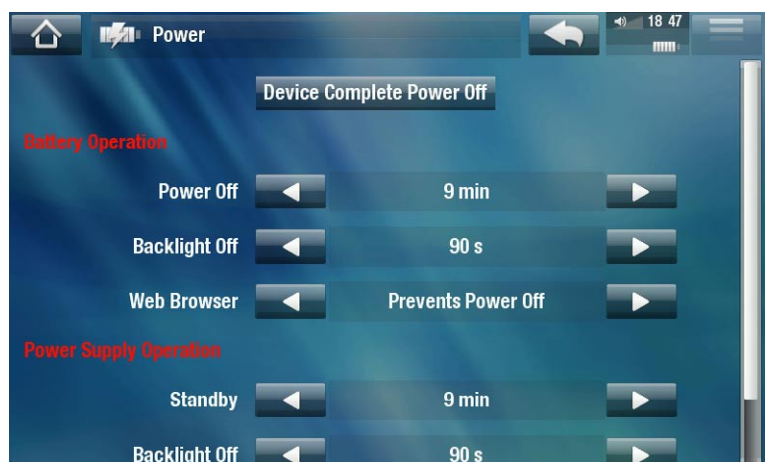 Power
18 47
Device Complete Power Off
Battery Operation
Power Off 9 min
Backlight Off 90 s
Web Browser Prevents Power Off
Power Supply Operation
Standby 9 min
Backlight Off 90 s